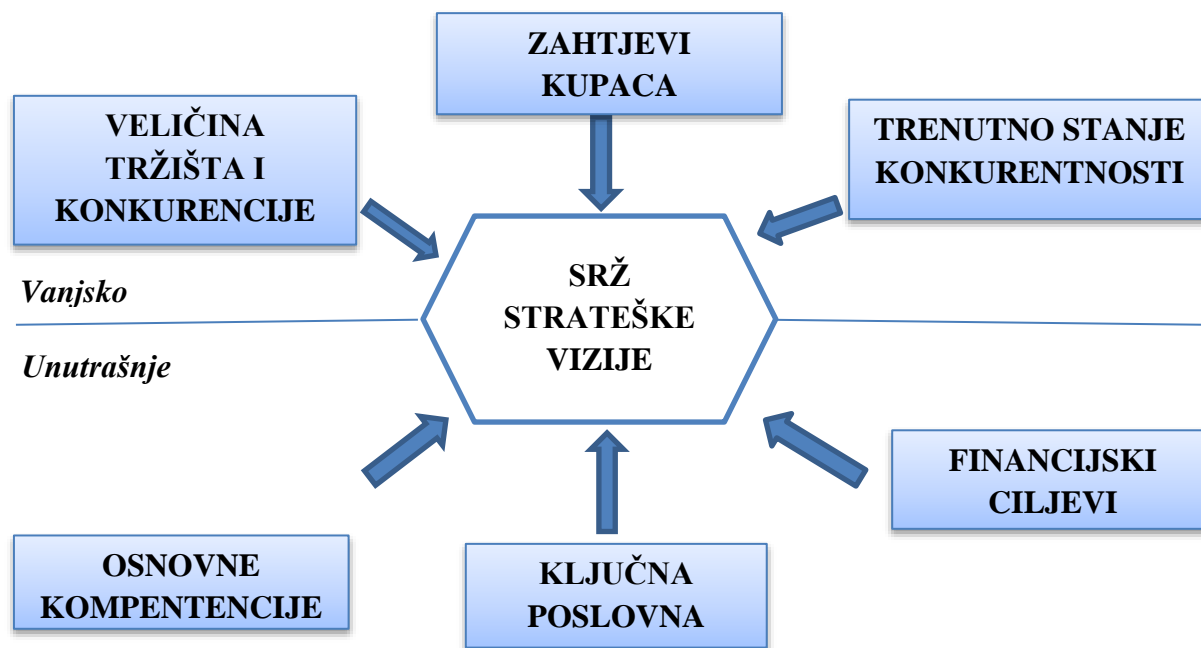 ZAHTJEVI
KUPACA
VELIČINA
TRŽIŠTA I
KONKURENCIJE
TRENUTNO STANJE
KONKURENTNOSTI
Vanjsko
SRŽ
STRATEŠKE
VIZIJE
Unutrašnje
FINANCIJSKI
CILJEVI
OSNOVNE
KOMPENTENCIJE
KLJUČNA
POSLOVNA